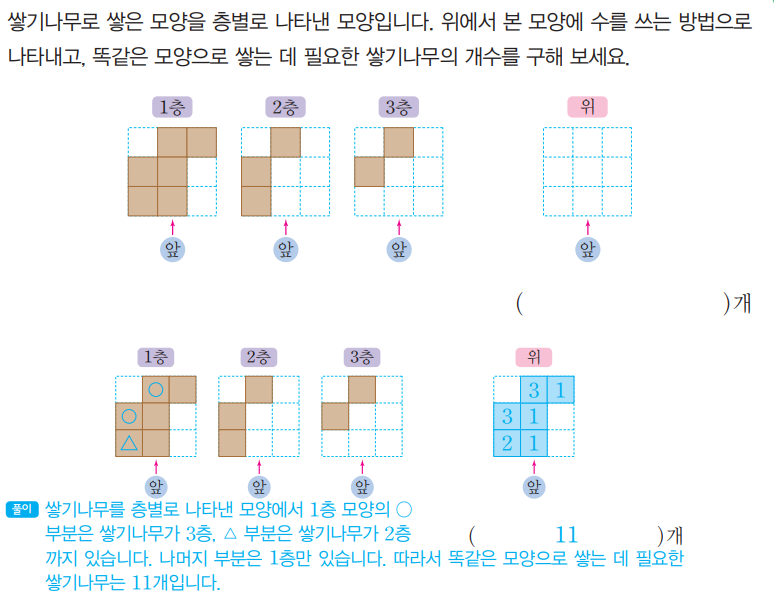 쌓기나무로 쌓은 모양을 층별로 나타낸 모양입니다. 위에서 본 모양에 수를 쓰는 방법으로
나타내고, 똑같은 모양으로 쌓는 데 필요한 쌓기나무의 개수를 구해 보세요.
1층 2층 3층 위
앞 앞 앞 앞
( )개
1층 2층 3층 위
○ 3 1
○ 3 1
△ 2 1
앞 앞 앞 앞
풀이 쌓기나무를 층별로 나타낸 모양에서 1층 모양의 ○
부분은 쌓기나무가 3층, △ 부분은 쌓기나무가 2층
( 11 )개
까지 있습니다. 나머지 부분은 1층만 있습니다. 따라서 똑같은 모양으로 쌓는 데 필요한
쌓기나무는 11개입니다.